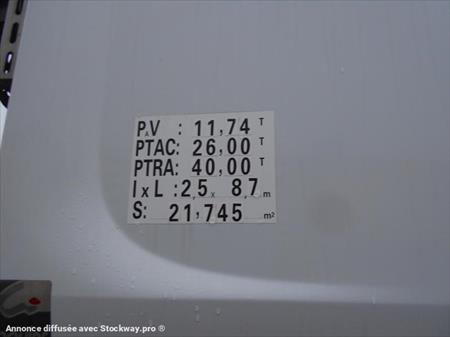 P.V : 11,74 T
PTAC: 26,00 T
PTRA: 40,00 T
l x L : 2,5 x 8,7 m
S: 21,745 m²
Annonce diffusée avec Stockway.pro ®